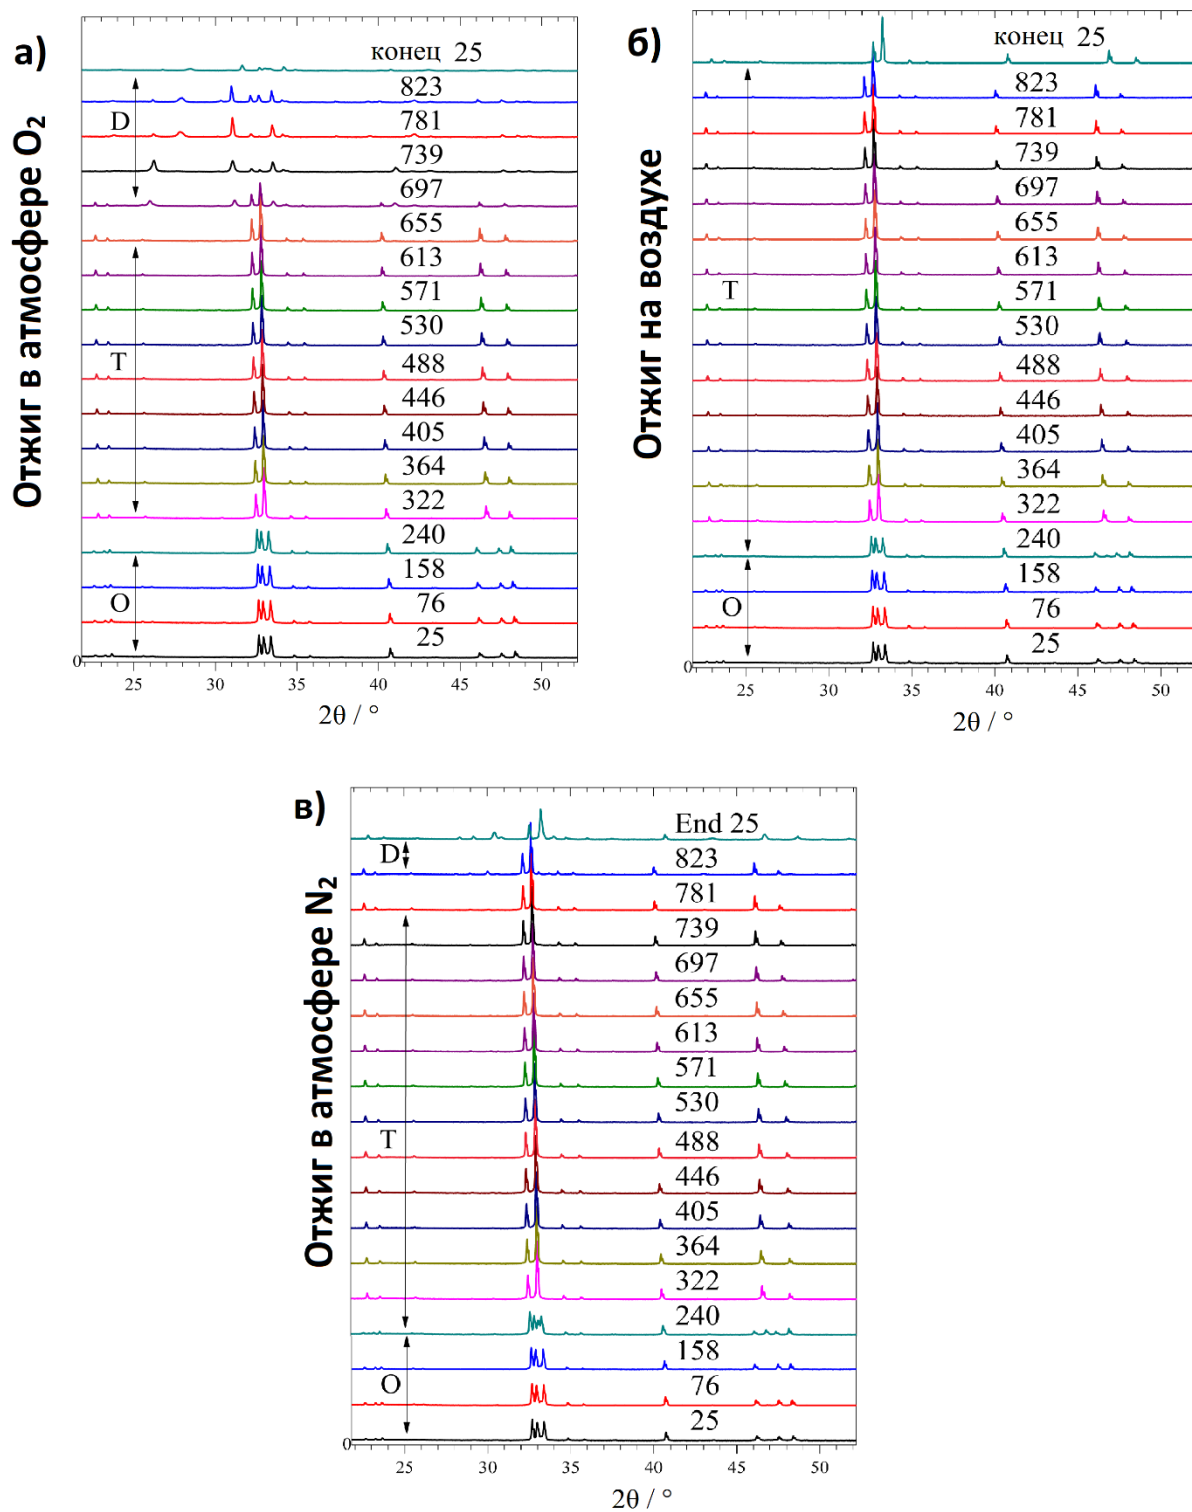 а)
Отжиг в атмосфере O2
конец 25
823
D
781
739
697
655
613
571
530
T
488
446
405
364
322
240
158
O
76
25
0
25 30 35 40 45 50
2θ / °
б)
Отжиг на воздухе
конец 25
823
781
739
697
655
613
T
571
530
488
446
405
364
322
240
158
O
76
25
0
25 30 35 40 45 50
2θ / °
в)
Отжиг в атмосфере N2
End 25
D
823
781
739
697
655
613
571
530
T
488
446
405
364
322
240
158
O
76
25
0
25 30 35 40 45 50
2θ / °